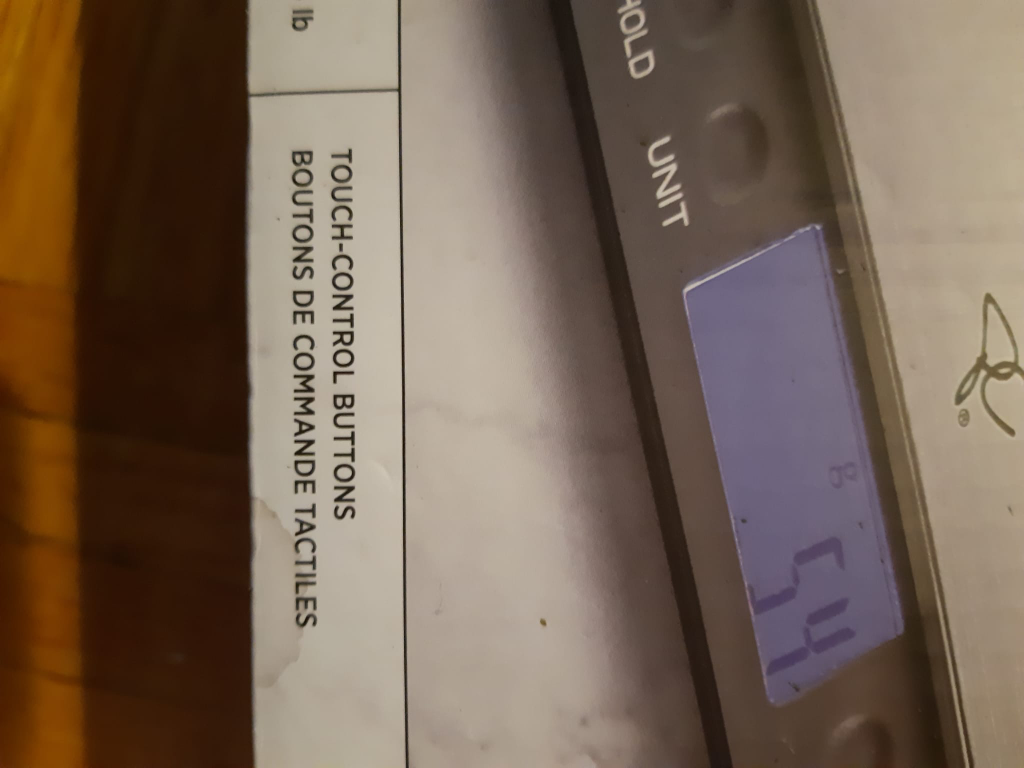 HOLD UNIT
g
54
lb
TOUCH-CONTROL BUTTONS
BOUTONS DE COMMANDE TACTILES